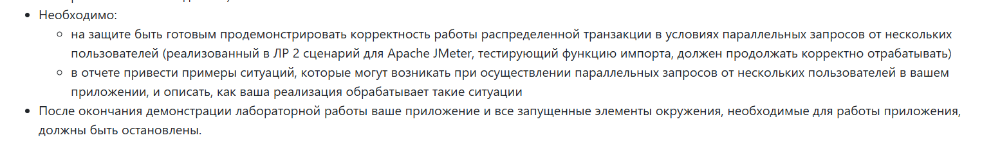 Необходимо:
на защите быть готовым продемонстрировать корректность работы распределенной транзакции в условиях параллельных запросов от нескольких
пользователей (реализованный в ЛР 2 сценарий для Apache JMeter, тестирующий функцию импорта, должен продолжать корректно отрабатывать)
в отчете привести примеры ситуаций, которые могут возникать при осуществлении параллельных запросов от нескольких пользователей в вашем
приложении, и описать, как ваша реализация обрабатывает такие ситуации
После окончания демонстрации лабораторной работы ваше приложение и все запущенные элементы окружения, необходимые для работы приложения,
должны быть остановлены.